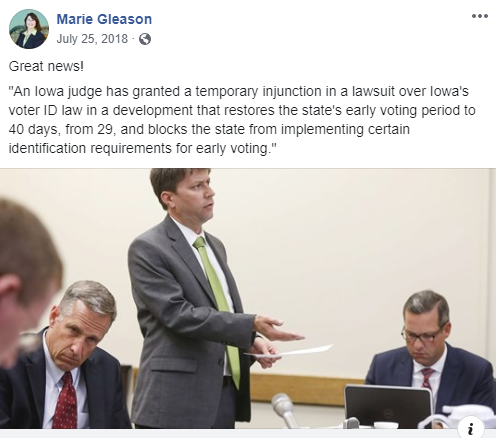 Marie Gleason
July 25, 2018 ·
Great news!
"An Iowa judge has granted a temporary injunction in a lawsuit over Iowa's
voter ID law in a development that restores the state's early voting period to
40 days, from 29, and blocks the state from implementing certain
identification requirements for early voting."
i